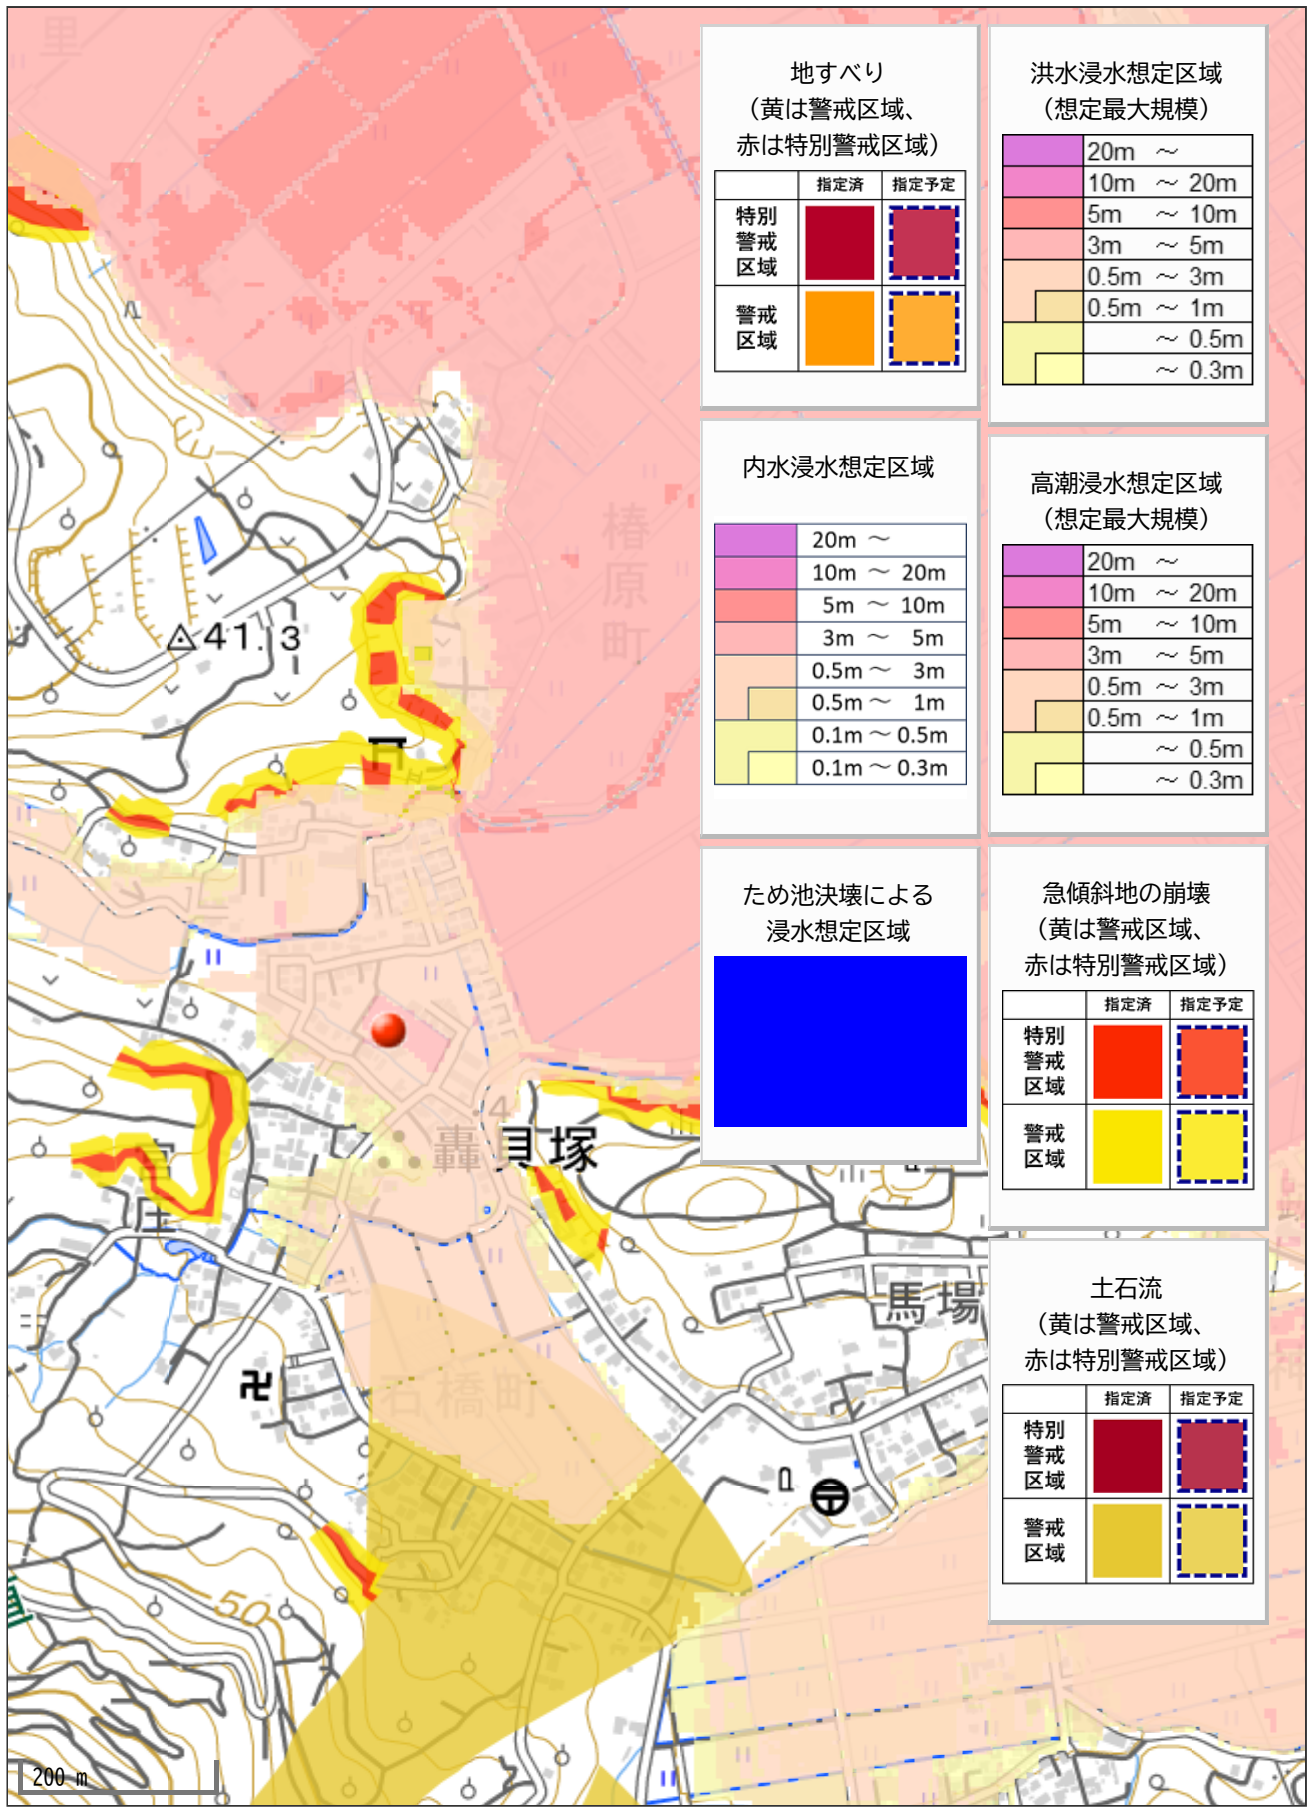 里
椿
原
町
41.3
4
轟貝塚
宮
庄
石橋町
馬場
神
50
200 m
地すべり
（黄は警戒区域、
赤は特別警戒区域）
指定済 指定予定
特別
警戒
区域
警戒
区域
洪水浸水想定区域
（想定最大規模）
20m ～
10m ～ 20m
5m ～ 10m
3m ～ 5m
0.5m ～ 3m
0.5m ～ 1m
～ 0.5m
～ 0.3m
内水浸水想定区域
20m ～
10m ～ 20m
5m ～ 10m
3m ～ 5m
0.5m ～ 3m
0.5m ～ 1m
0.1m ～ 0.5m
0.1m ～ 0.3m
高潮浸水想定区域
（想定最大規模）
20m ～
10m ～ 20m
5m ～ 10m
3m ～ 5m
0.5m ～ 3m
0.5m ～ 1m
～ 0.5m
～ 0.3m
ため池決壊による
浸水想定区域
急傾斜地の崩壊
（黄は警戒区域、
赤は特別警戒区域）
指定済 指定予定
特別
警戒
区域
警戒
区域
土石流
（黄は警戒区域、
赤は特別警戒区域）
指定済 指定予定
特別
警戒
区域
警戒
区域